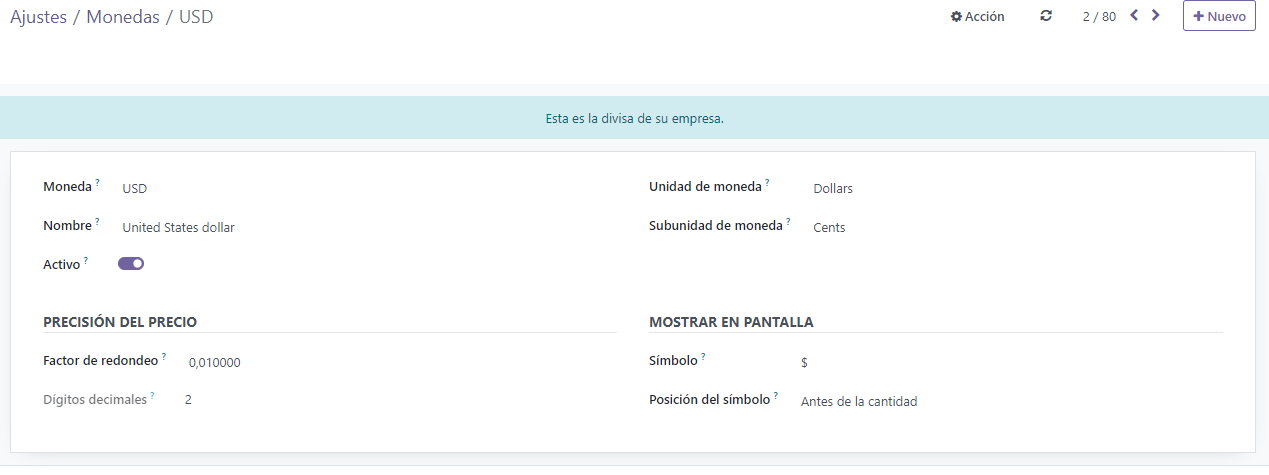 Ajustes / Monedas / USD
Acción
2 / 80
Nuevo
Esta es la divisa de su empresa.
Moneda ? USD
Unidad de moneda ? Dollars
Nombre ? United States dollar
Subunidad de moneda ? Cents
Activo ?
PRECISIÓN DEL PRECIO
MOSTRAR EN PANTALLA
Factor de redondeo ? 0,010000
Símbolo ? $
Dígitos decimales ? 2
Posición del símbolo ? Antes de la cantidad